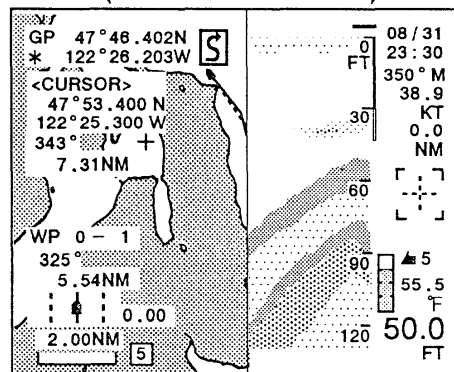 GP 47°46.402N
* 122°26.203W
<CURSOR>
47°53.400 N
122°25.300 W
343°
7.31NM
WP 0 - 1
325°
5.54NM
0.00
2.00NM
5
0
FT
30
60
90
120
08/31
23:30
350°M
38.9
KT
0.0
NM
5
55.5
°F
50.0
FT